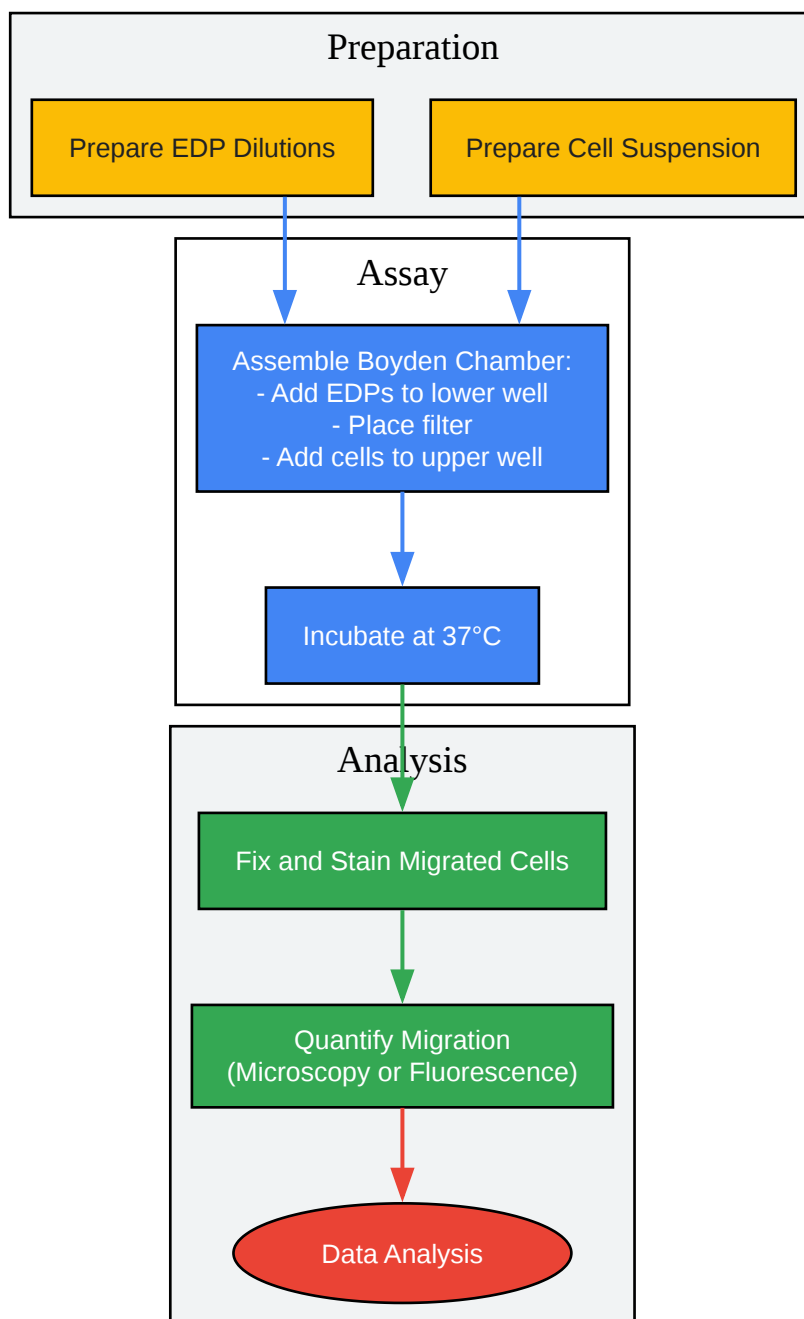 Preparation
Prepare EDP Dilutions
Prepare Cell Suspension
Assay
Assemble Boyden Chamber:
- Add EDPs to lower well
- Place filter
- Add cells to upper well
Incubate at 37°C
Analysis
Fix and Stain Migrated Cells
Quantify Migration
(Microscopy or Fluorescence)
Data Analysis